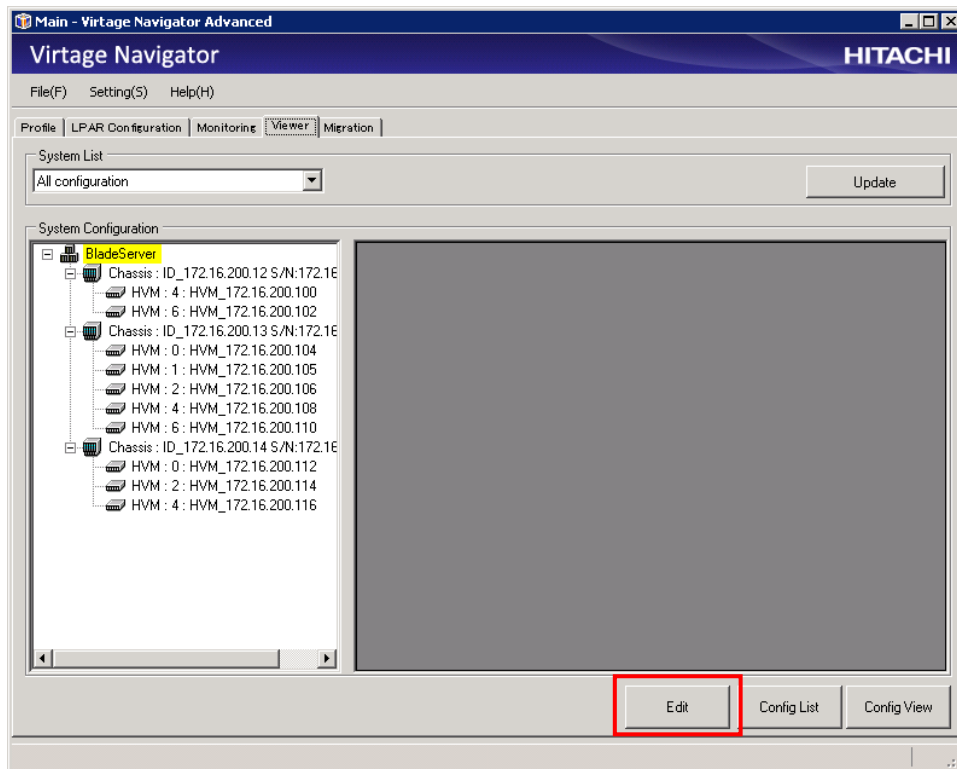 Main - Virtage Navigator Advanced
Virtage Navigator
HITACHI
File(F) Setting(S) Help(H)
Profile LPAR Configuration Monitoring Viewer Migration
System List
All configuration
Update
System Configuration
BladeServer
Chassis : ID_172.16.200.12 S/N:172.16
HVM : 4 : HVM_172.16.200.100
HVM : 6 : HVM_172.16.200.102
Chassis : ID_172.16.200.13 S/N:172.16
HVM : 0 : HVM_172.16.200.104
HVM : 1 : HVM_172.16.200.105
HVM : 2 : HVM_172.16.200.106
HVM : 4 : HVM_172.16.200.108
HVM : 6 : HVM_172.16.200.110
Chassis : ID_172.16.200.14 S/N:172.16
HVM : 0 : HVM_172.16.200.112
HVM : 2 : HVM_172.16.200.114
HVM : 4 : HVM_172.16.200.116
Edit Config List Config View